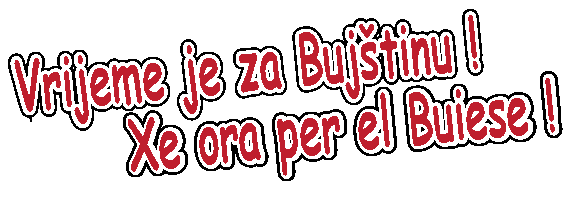 Vrijeme je za Bujštinu !
Xe ora per el Buiese !